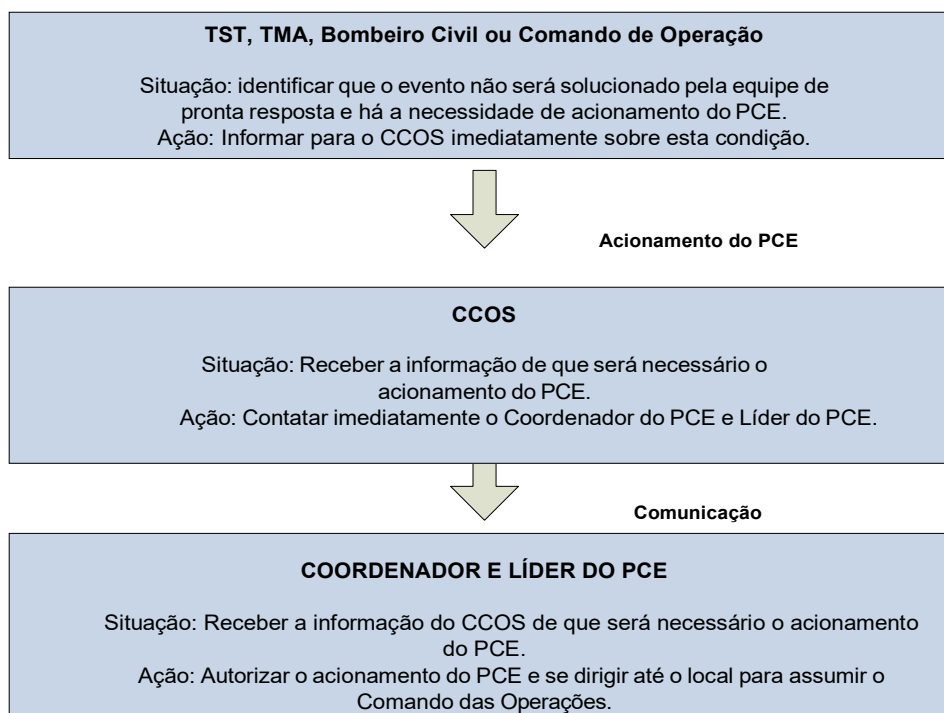 TST, TMA, Bombeiro Civil ou Comando de Operação
Situação: identificar que o evento não será solucionado pela equipe de
pronta resposta e há a necessidade de acionamento do PCE.
Ação: Informar para o CCOS imediatamente sobre esta condição.
Acionamento do PCE
CCOS
Situação: Receber a informação de que será necessário o
acionamento do PCE.
Ação: Contatar imediatamente o Coordenador do PCE e Líder do PCE.
Comunicação
COORDENADOR E LÍDER DO PCE
Situação: Receber a informação do CCOS de que será necessário o acionamento
do PCE.
Ação: Autorizar o acionamento do PCE e se dirigir até o local para assumir o
Comando das Operações.